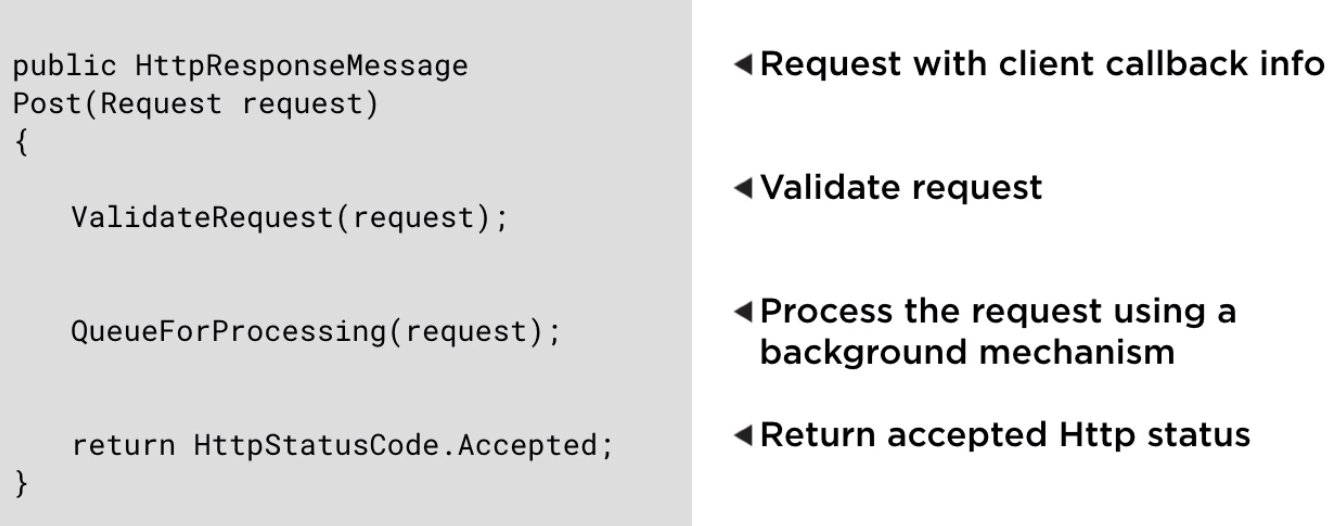 public HttpResponseMessage
Post(Request request)
{
ValidateRequest(request);
QueueForProcessing(request);
return HttpStatusCode.Accepted;
}
Request with client callback info
Validate request
Process the request using a
background mechanism
Return accepted Http status